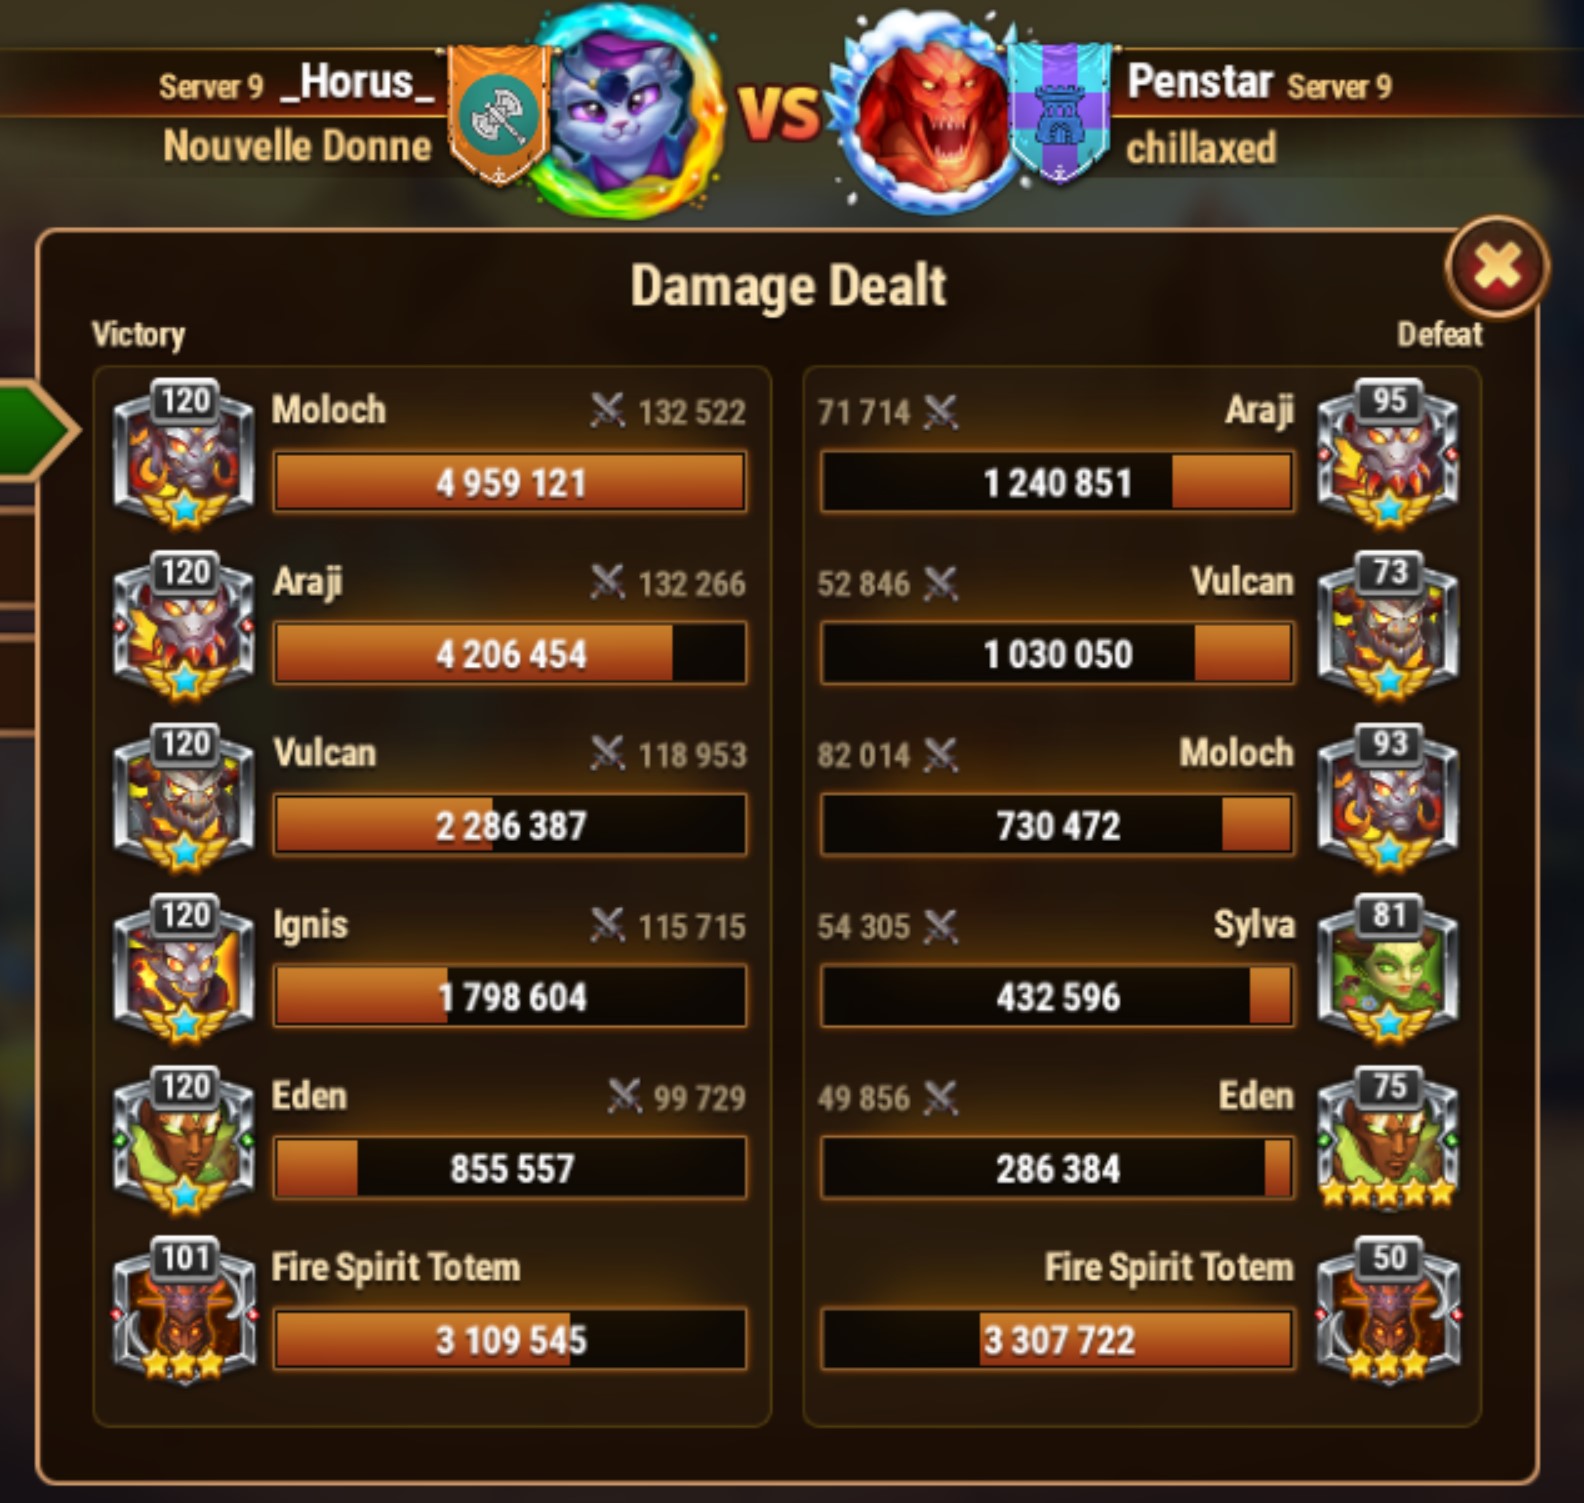 Server 9 _Horus_ VS Penstar Server 9
Nouvelle Donne chillaxed
Damage Dealt
Victory Defeat
120 Moloch 132 522 71 714 Araji 95
4 959 121 1 240 851
120 Araji 132 266 52 846 Vulcan 73
4 206 454 1 030 050
120 Vulcan 118 953 82 014 Moloch 93
2 286 387 730 472
120 Ignis 115 715 54 305 Sylva 81
1 798 604 432 596
120 Eden 99 729 49 856 Eden 75
855 557 286 384
101 Fire Spirit Totem Fire Spirit Totem 50
3 109 545 3 307 722